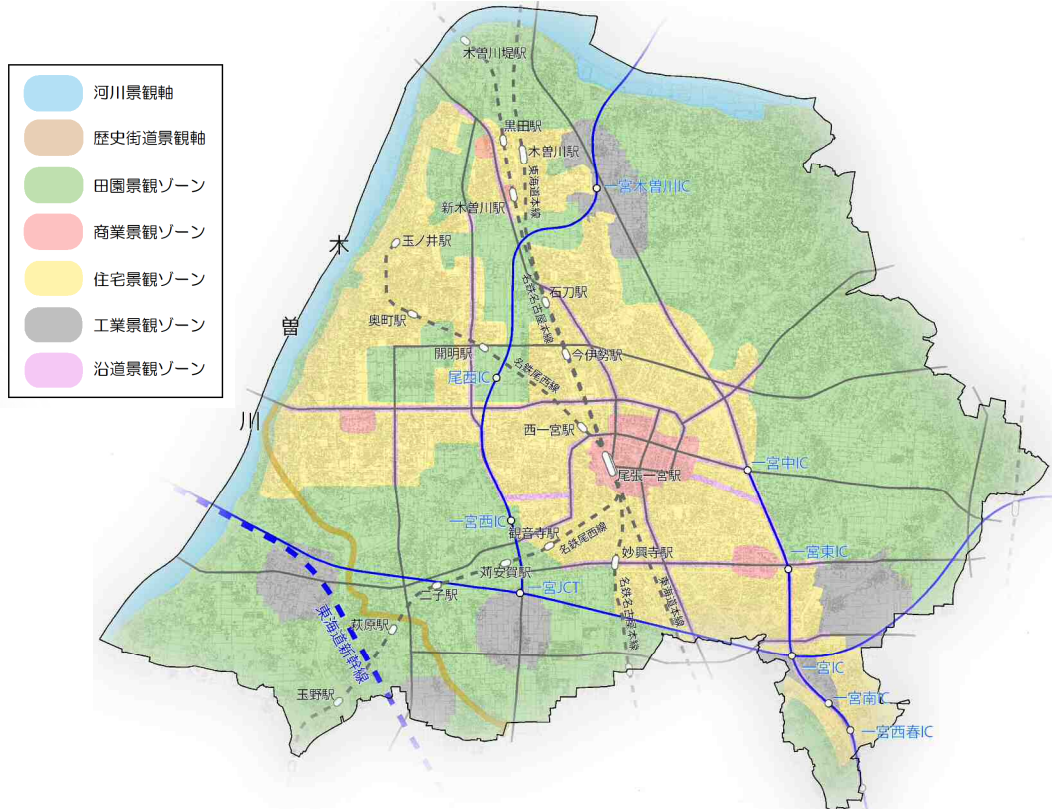 河川景観軸
歴史街道景観軸
田園景観ゾーン
商業景観ゾーン
住宅景観ゾーン
工業景観ゾーン
沿道景観ゾーン
木曽川堤駅
黒田駅
木曽川駅
東海道本線
一宮木曽川IC
新木曽川駅
玉ノ井駅
木
曽
川
石刀駅
名鉄名古屋本線
奥町駅
開明駅
今伊勢駅
名鉄尾西線
尾西IC
西一宮駅
尾張一宮駅
一宮中IC
一宮西IC
観音寺駅
名鉄尾西線
妙興寺駅
一宮東IC
苅安賀駅
二子駅
一宮JCT
名鉄名古屋本線
東海道本線
萩原駅
東海道新幹線
玉野駅
一宮IC
一宮南IC
一宮西春IC